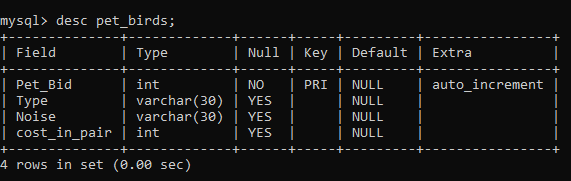 mysql> desc pet_birds;
+--------------+-------------+------+-----+---------+----------------+
| Field        | Type        | Null | Key | Default | Extra          |
+--------------+-------------+------+-----+---------+----------------+
| Pet_Bid      | int         | NO   | PRI | NULL    | auto_increment |
| Type         | varchar(30) | YES  |     | NULL    |                |
| Noise        | varchar(30) | YES  |     | NULL    |                |
| cost_in_pair | int         | YES  |     | NULL    |                |
+--------------+-------------+------+-----+---------+----------------+
4 rows in set (0.00 sec)